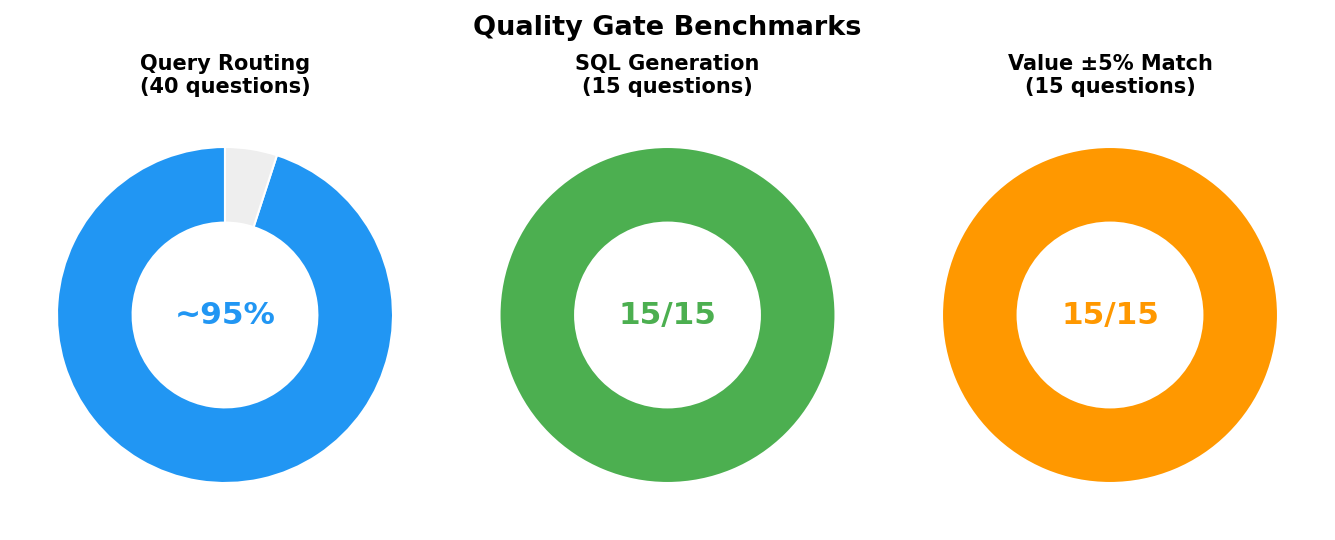 Quality Gate Benchmarks
Query Routing
(40 questions)
SQL Generation
(15 questions)
Value ±5% Match
(15 questions)
~95%
15/15
15/15